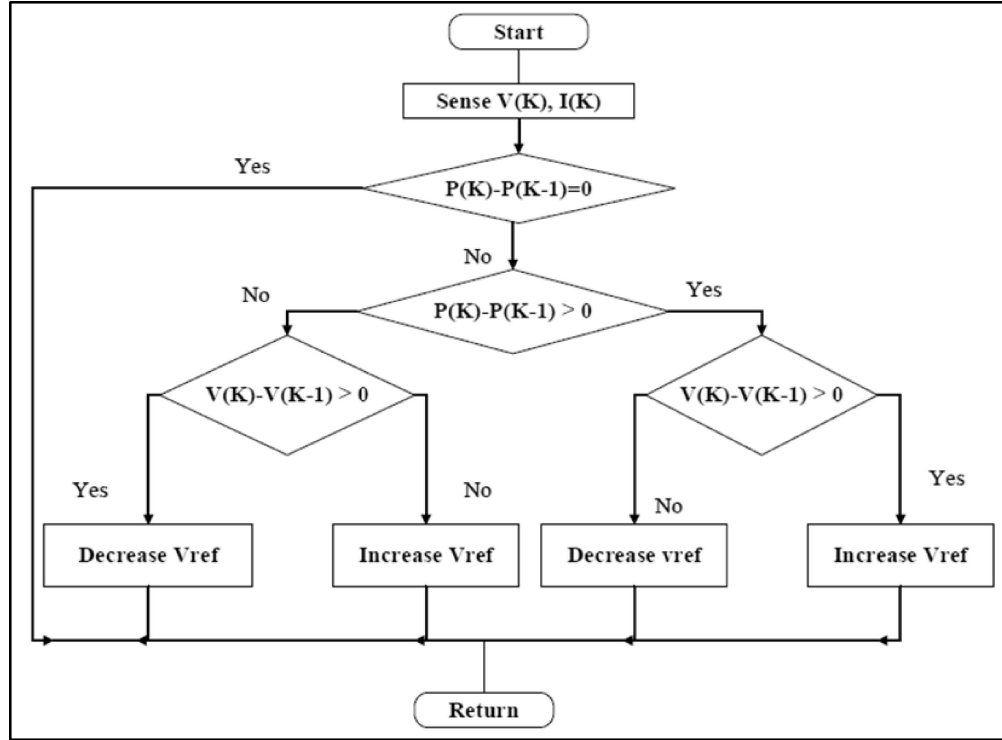 Start
Sense V(K), I(K)
Yes
P(K)-P(K-1)=0
No
No
Yes
P(K)-P(K-1) > 0
V(K)-V(K-1) > 0
V(K)-V(K-1) > 0
Yes
No
No
Yes
Decrease Vref
Increase Vref
Decrease vref
Increase Vref
Return